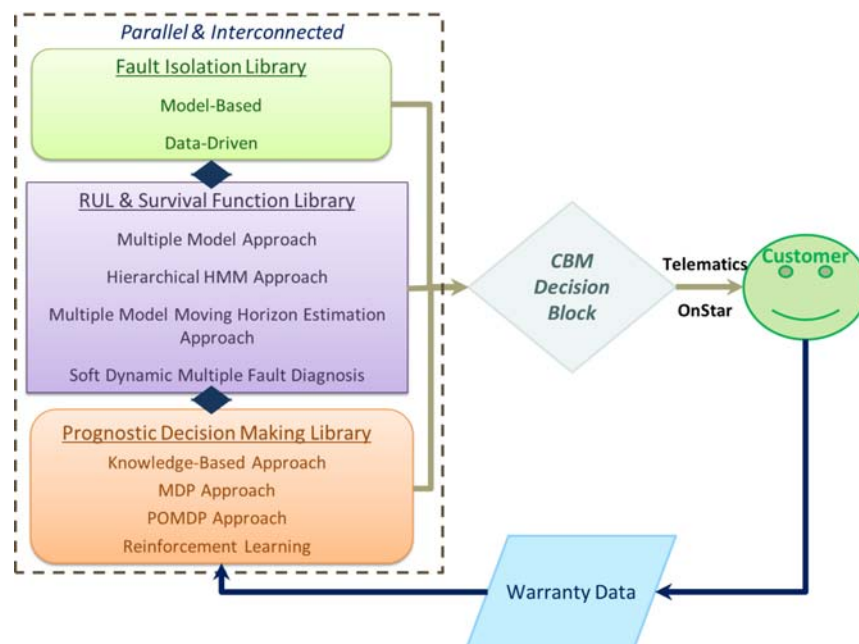 Parallel & Interconnected
Fault Isolation Library
Model-Based
Data-Driven
RUL & Survival Function Library
Multiple Model Approach
Hierarchical HMM Approach
Multiple Model Moving Horizon Estimation
Approach
Soft Dynamic Multiple Fault Diagnosis
Prognostic Decision Making Library
Knowledge-Based Approach
MDP Approach
POMDP Approach
Reinforcement Learning
CBM
Decision
Block
Telematics
OnStar
Customer
Warranty Data